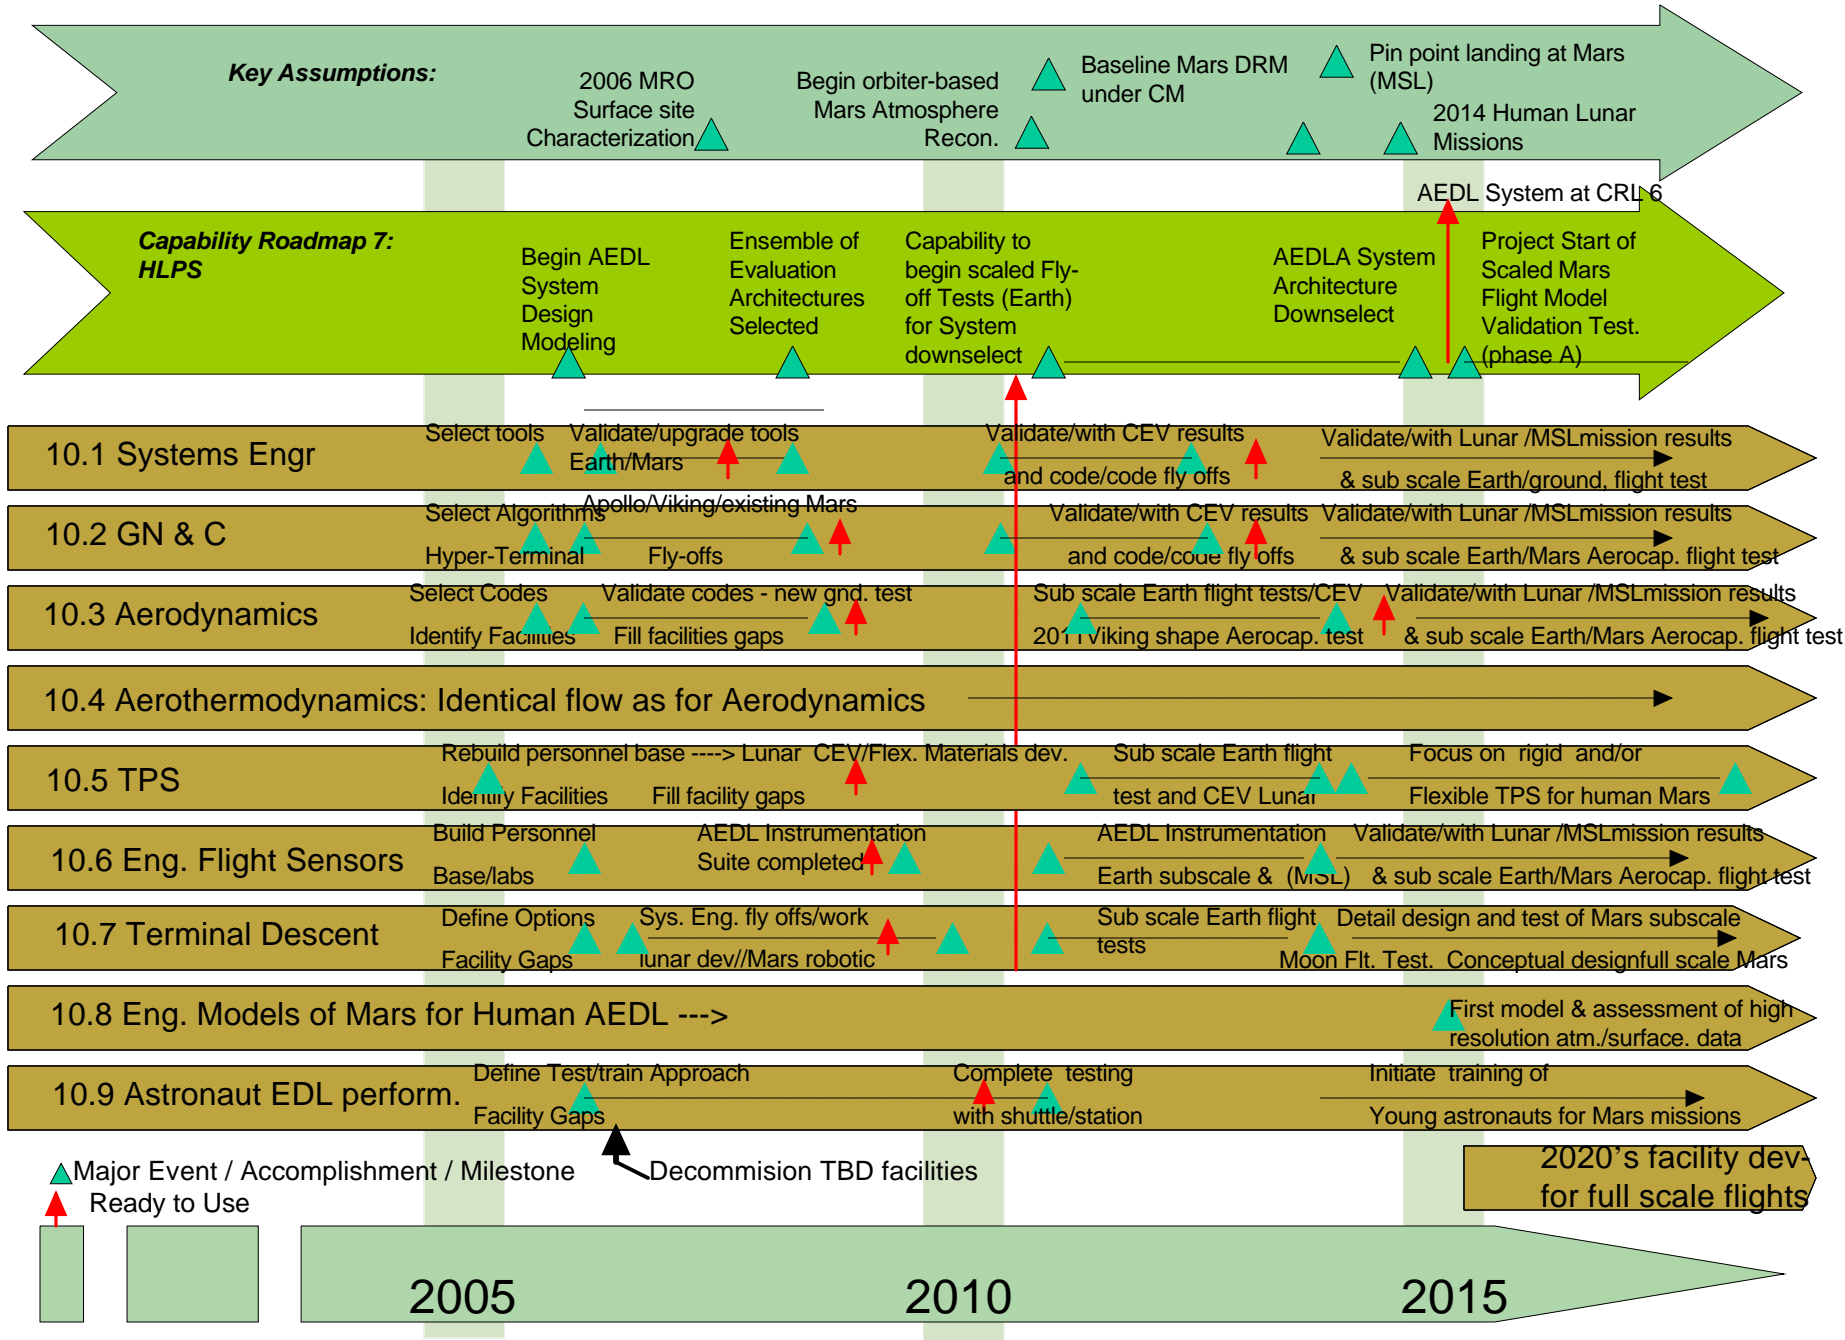 Key Assumptions:
2006 MRO
Surface site
Characterization
Begin orbiter-based
Mars Atmosphere
Recon.
Baseline Mars DRM
under CM
Pin point landing at Mars
(MSL)
2014 Human Lunar
Missions
AEDL System at CRL 6
Capability Roadmap 7:
HLPS
Begin AEDL
System
Design
Modeling
Ensemble of
Evaluation
Architectures
Selected
Capability to
begin scaled Fly-
off Tests (Earth)
for System
downselect
AEDLA System
Architecture
Downselect
Project Start of
Scaled Mars
Flight Model
Validation Test.
(phase A)
10.1 Systems Engr
Select tools
Validate/upgrade tools
Earth/Mars
Validate/with CEV results
and code/code fly offs
Validate/with Lunar /MSLmission results
& sub scale Earth/ground, flight test
10.2 GN & C
Select Algorithms
Hyper-Terminal
Apollo/Viking/existing Mars
Fly-offs
Validate/with CEV results
and code/code fly offs
Validate/with Lunar /MSLmission results
& sub scale Earth/Mars Aerocap. flight test
10.3 Aerodynamics
Select Codes
Identify Facilities
Validate codes - new gnd. test
Fill facilities gaps
Sub scale Earth flight tests/CEV
2011Viking shape Aerocap. test
Validate/with Lunar /MSLmission results
& sub scale Earth/Mars Aerocap. flight test
10.4 Aerothermodynamics: Identical flow as for Aerodynamics
10.5 TPS
Rebuild personnel base ----> Lunar CEV/Flex. Materials dev.
Identify Facilities
Fill facility gaps
Sub scale Earth flight
test and CEV Lunar
Focus on rigid and/or
Flexible TPS for human Mars
10.6 Eng. Flight Sensors
Build Personnel
Base/labs
AEDL Instrumentation
Suite completed
AEDL Instrumentation
Earth subscale & (MSL)
Validate/with Lunar /MSLmission results
& sub scale Earth/Mars Aerocap. flight test
10.7 Terminal Descent
Define Options
Facility Gaps
Sys. Eng. fly offs/work
lunar dev//Mars robotic
Sub scale Earth flight
tests
Detail design and test of Mars subscale
Moon Flt. Test. Conceptual designfull scale Mars
10.8 Eng. Models of Mars for Human AEDL --->
First model & assessment of high
resolution atm./surface. data
10.9 Astronaut EDL perform.
Define Test/train Approach
Facility Gaps
Complete testing
with shuttle/station
Initiate training of
Young astronauts for Mars missions
Major Event / Accomplishment / Milestone
Ready to Use
Decommision TBD facilities
2020's facility dev-
for full scale flights
2005
2010
2015